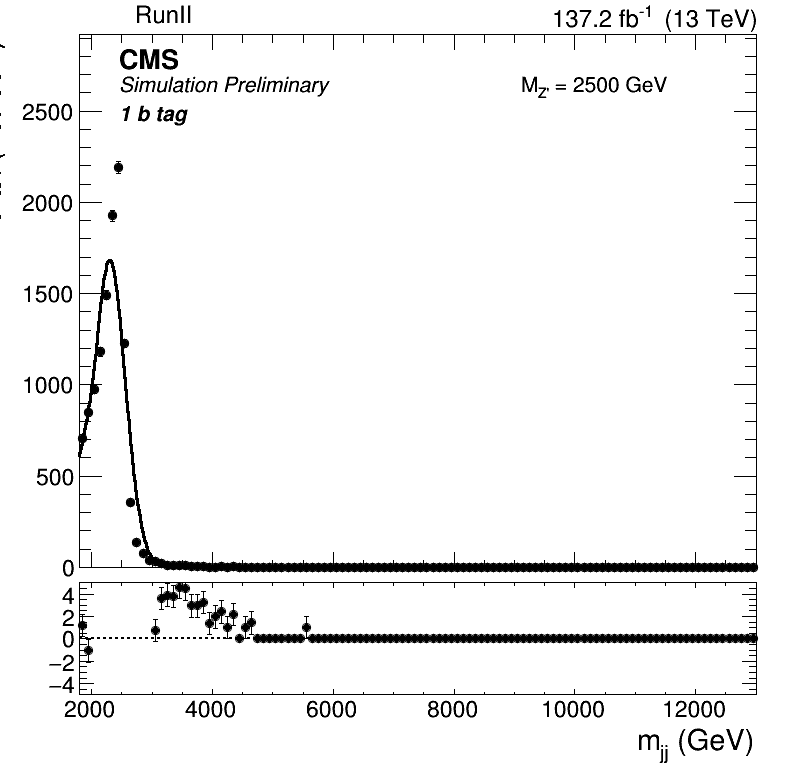 RunII
137.2 fb-1 (13 TeV)
CMS
Simulation Preliminary
MZ' = 2500 GeV
1 b tag
2500
2000
1500
1000
500
0
4
2
0
−2
−4
2000 4000 6000 8000 10000 12000
mjj (GeV)